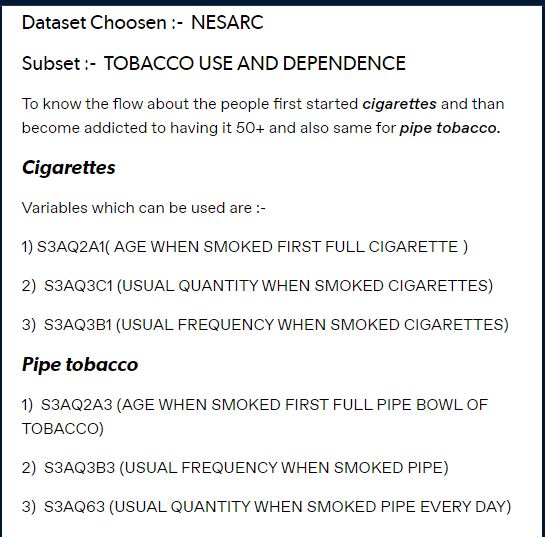 Dataset Choosen :- NESARC
Subset :- TOBACCO USE AND DEPENDENCE
To know the flow about the people first started cigarettes and than
become addicted to having it 50+ and also same for pipe tobacco.
Cigarettes
Variables which can be used are :-
1) S3AQ2A1( AGE WHEN SMOKED FIRST FULL CIGARETTE )
2) S3AQ3C1 (USUAL QUANTITY WHEN SMOKED CIGARETTES)
3) S3AQ3B1 (USUAL FREQUENCY WHEN SMOKED CIGARETTES)
Pipe tobacco
1) S3AQ2A3 (AGE WHEN SMOKED FIRST FULL PIPE BOWL OF
TOBACCO)
2) S3AQ3B3 (USUAL FREQUENCY WHEN SMOKED PIPE)
3) S3AQ63 (USUAL QUANTITY WHEN SMOKED PIPE EVERY DAY)